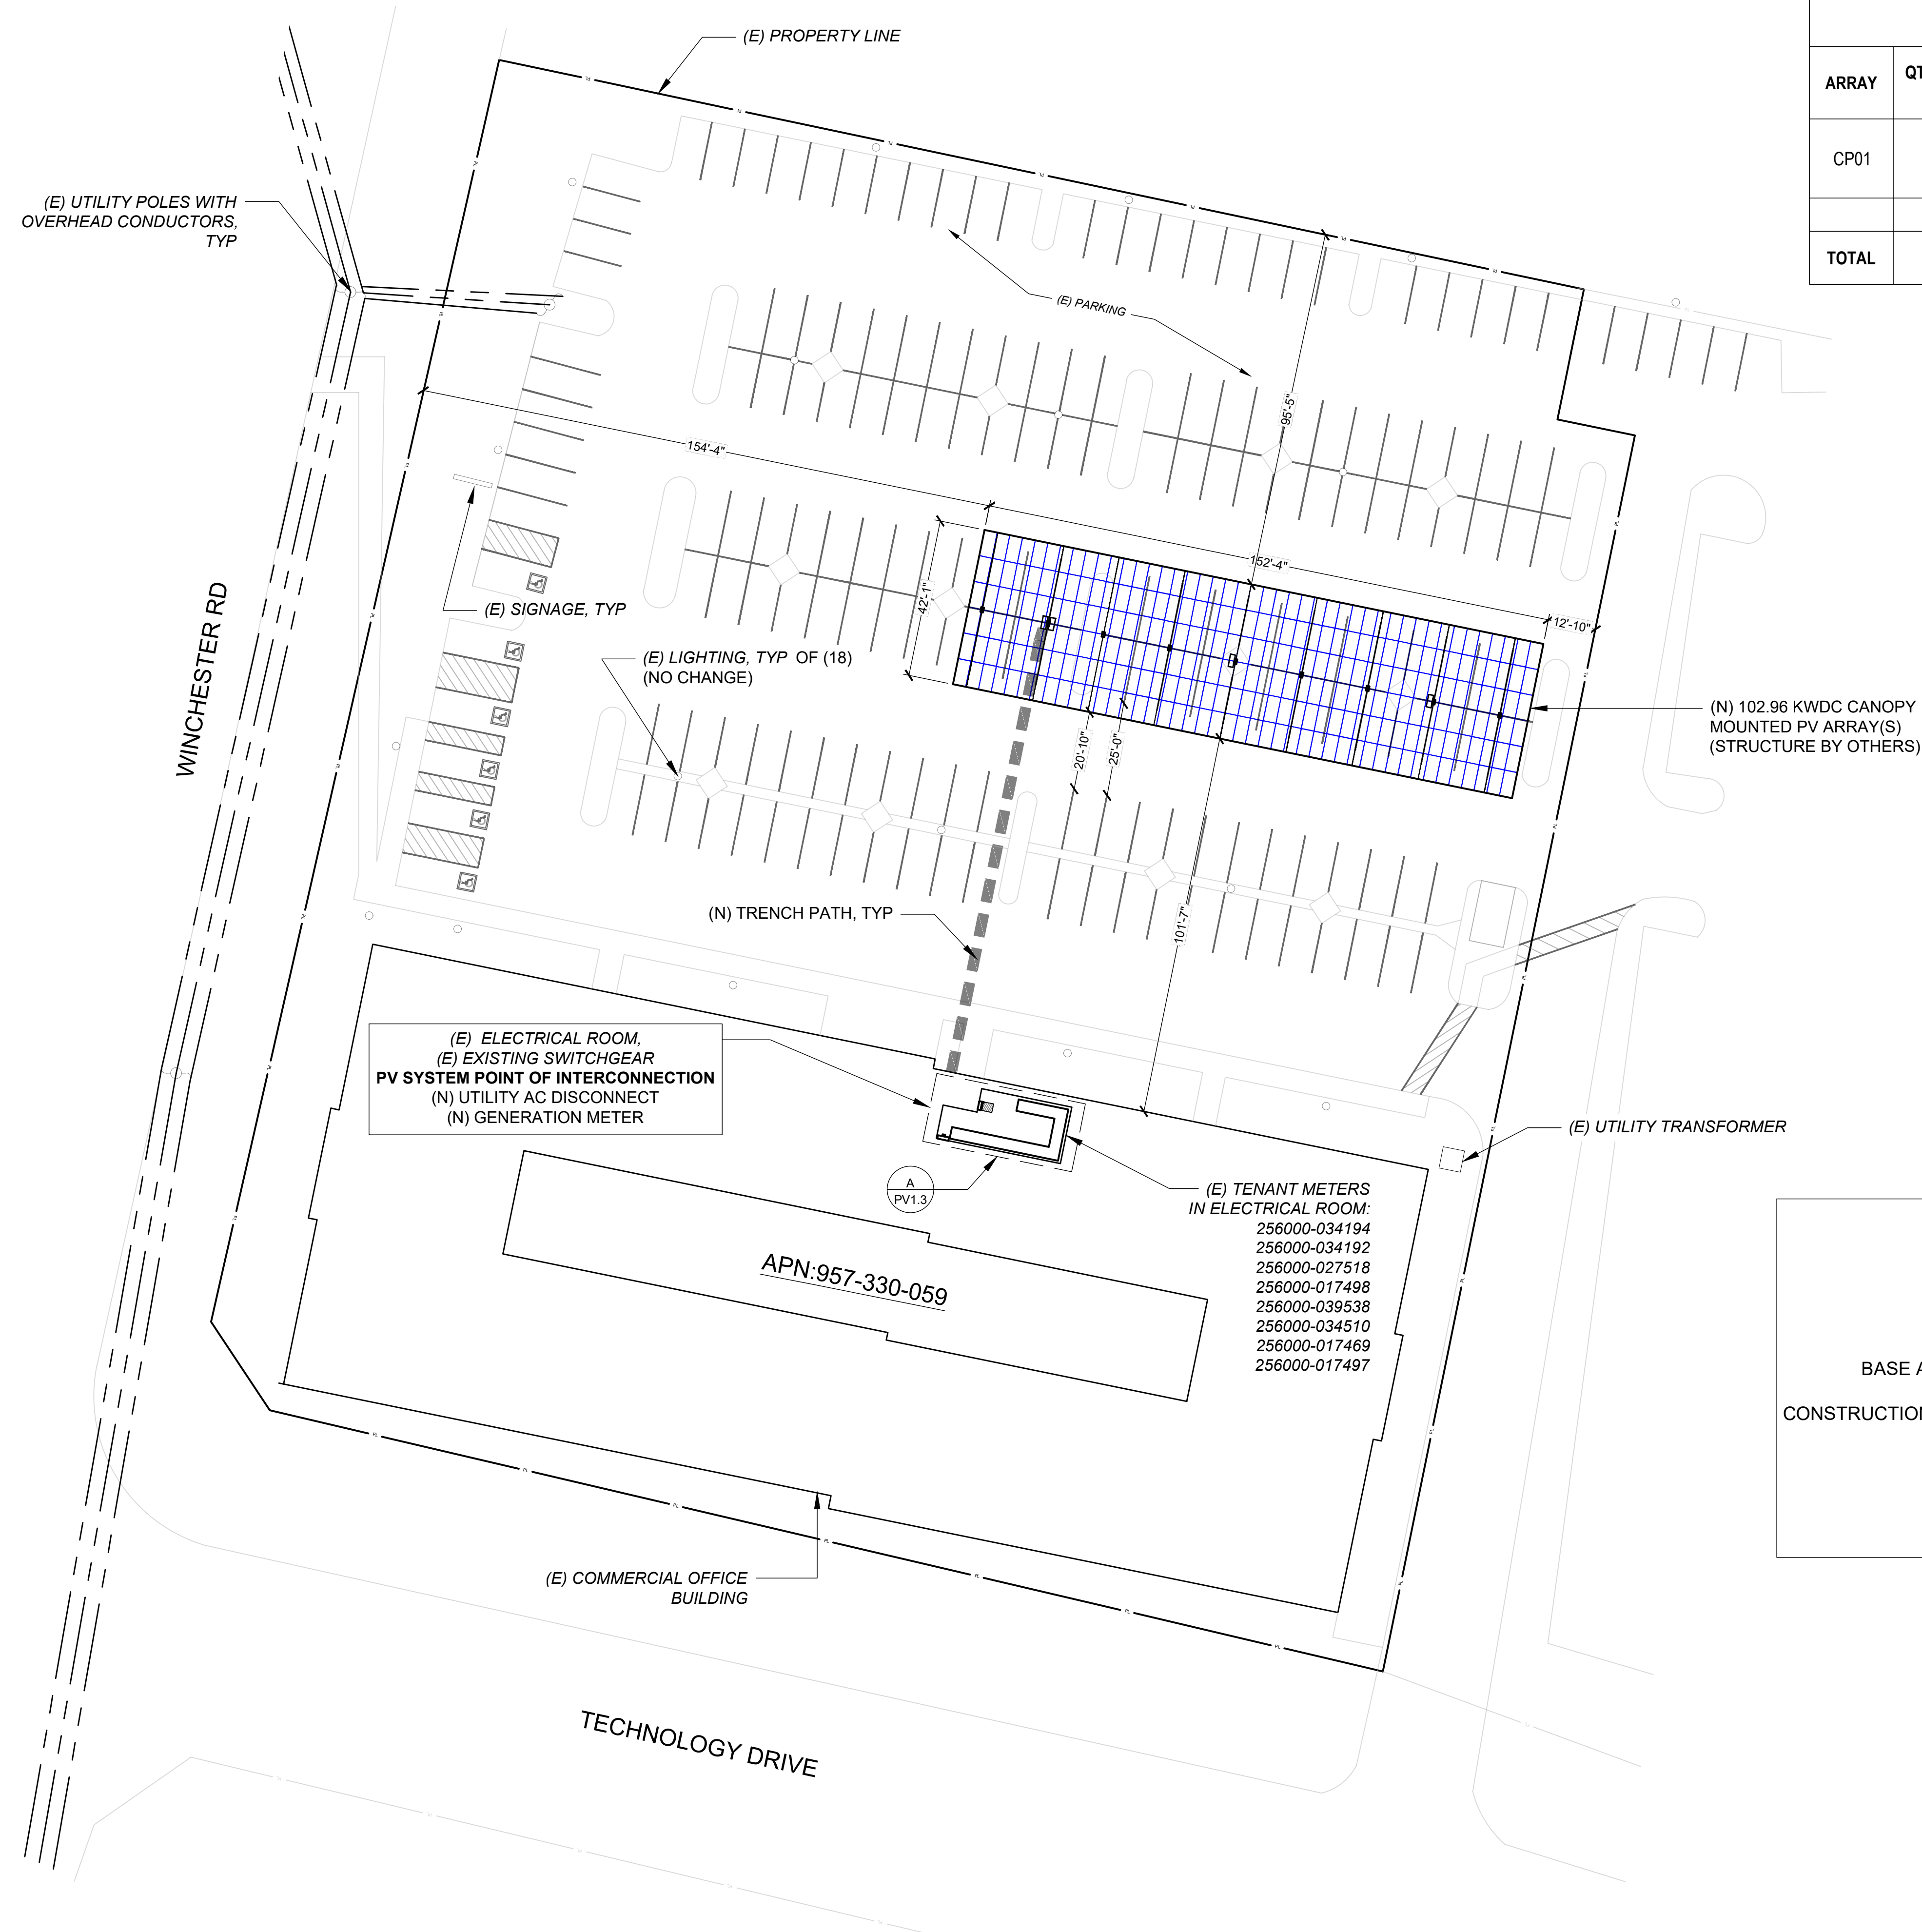 (E) PROPERTY LINE
ARRAY
CP01
TOTAL
(E) UTILITY POLES WITH
OVERHEAD CONDUCTORS,
TYP
(E) PARKING
95'-5"
154'-4"
152'-4"
42'-1"
12'-10"
(E) SIGNAGE, TYP
WINCHESTER RD
(E) LIGHTING, TYP OF (18)
(NO CHANGE)
(N) 102.96 KWDC CANOPY
MOUNTED PV ARRAY(S)
(STRUCTURE BY OTHERS)
20'-10"
25'-0"
101'-7"
(N) TRENCH PATH, TYP
(E) ELECTRICAL ROOM,
(E) EXISTING SWITCHGEAR
PV SYSTEM POINT OF INTERCONNECTION
(N) UTILITY AC DISCONNECT
(N) GENERATION METER
(E) UTILITY TRANSFORMER
A
PV1.3
(E) TENANT METERS
IN ELECTRICAL ROOM:
256000-034194
256000-034192
256000-027518
256000-017498
256000-039538
256000-034510
256000-017469
256000-017497
APN:957-330-059
BASE
(E) COMMERCIAL OFFICE
BUILDING
TECHNOLOGY DRIVE